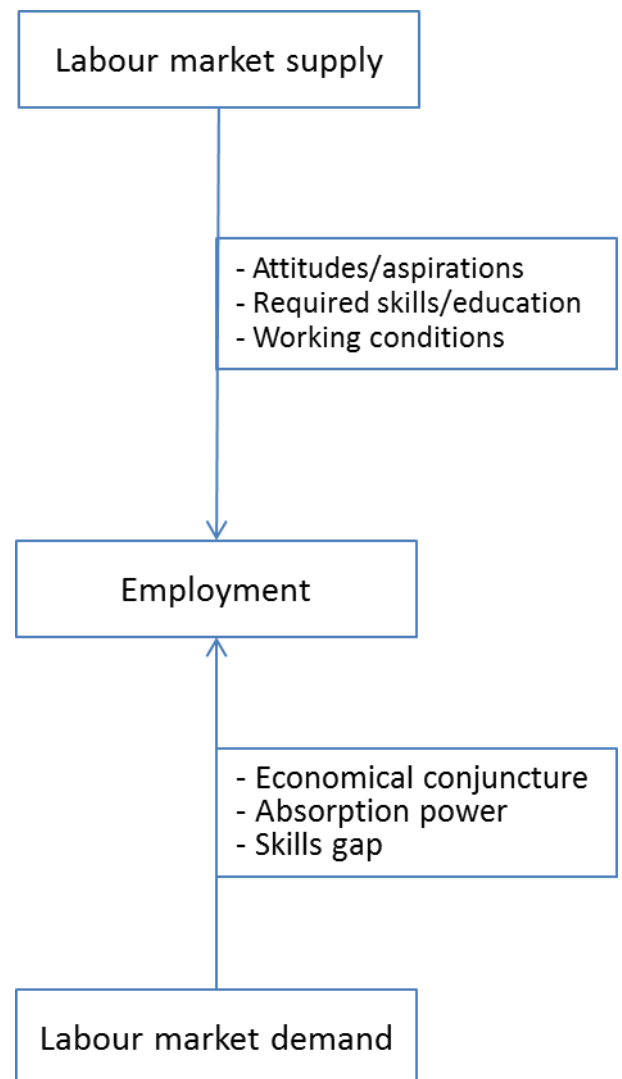 Labour market supply
- Attitudes/aspirations
- Required skills/education
- Working conditions
Employment
- Economical conjuncture
- Absorption power
- Skills gap
Labour market demand